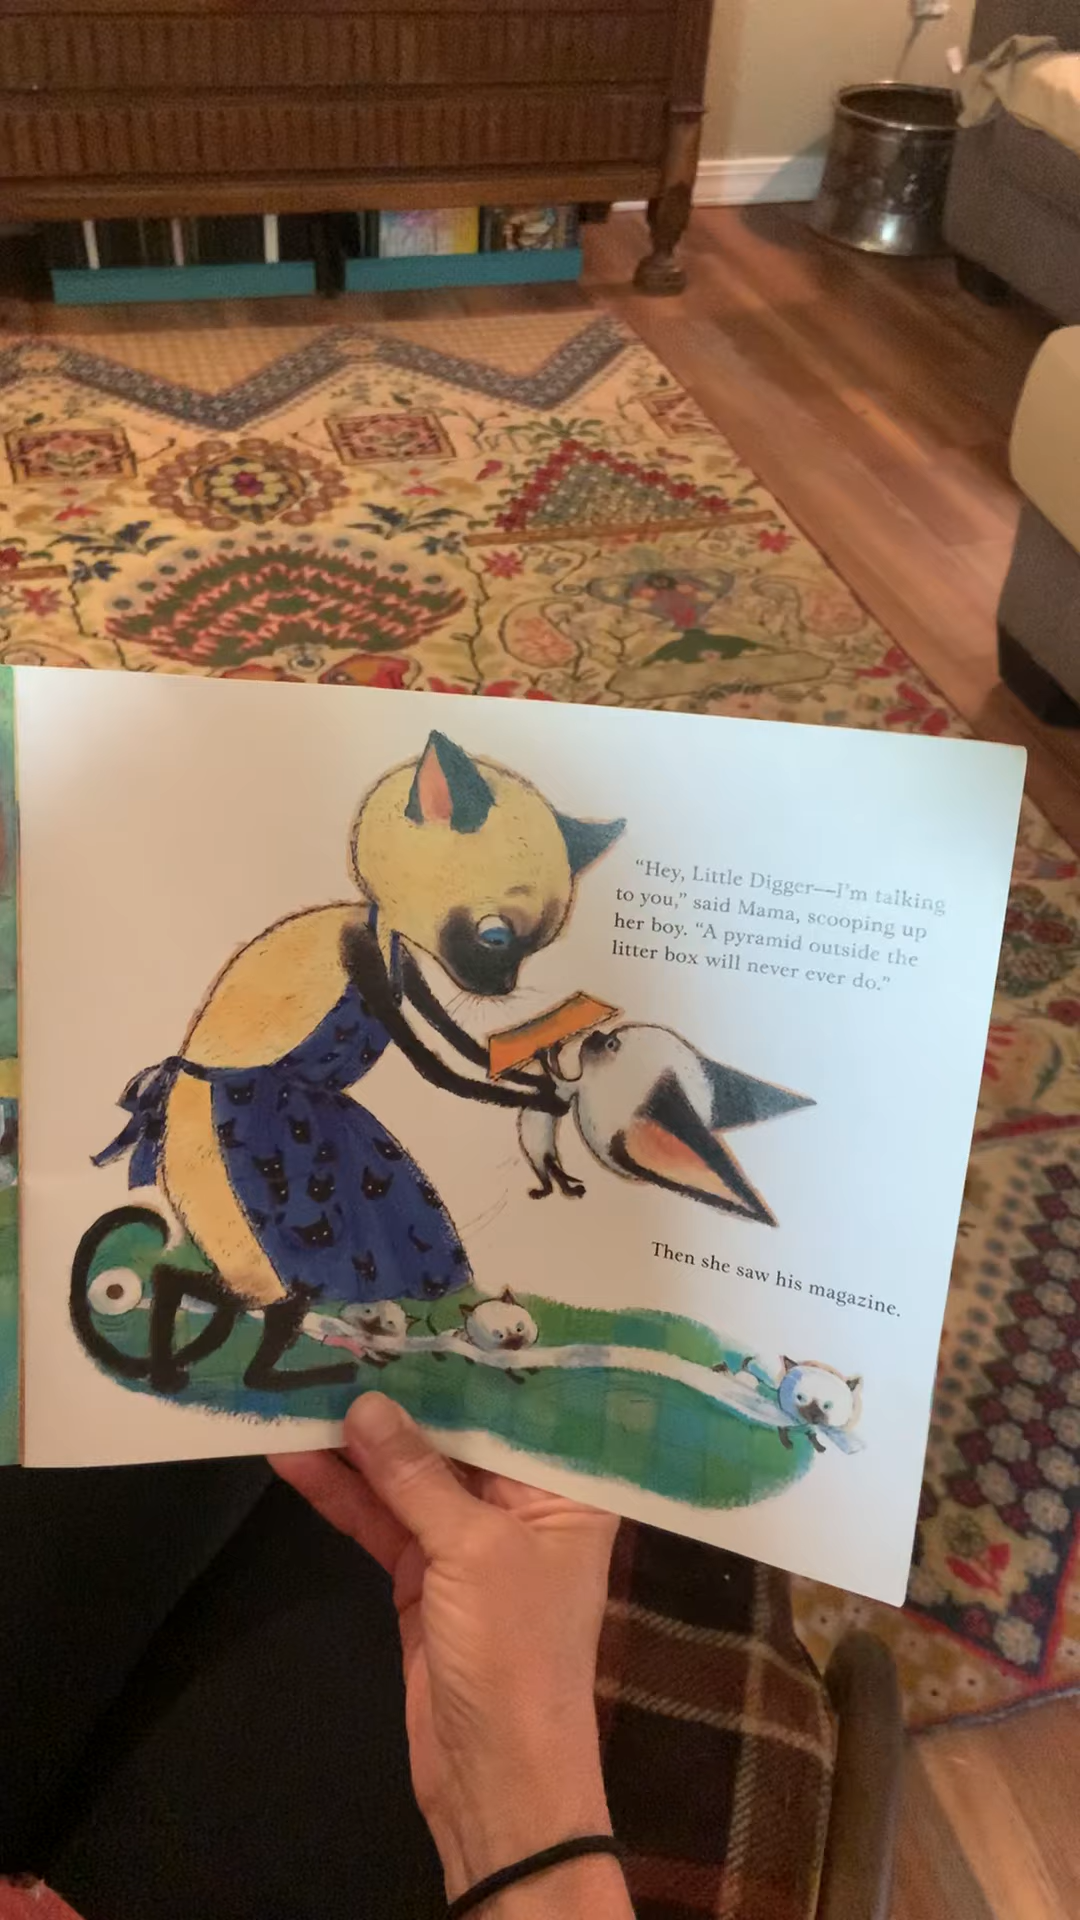 “Hey, Little Digger—I’m talking
to you,” said Mama, scooping up
her boy. “A pyramid outside the
litter box will never ever do.”
Then she saw his magazine.